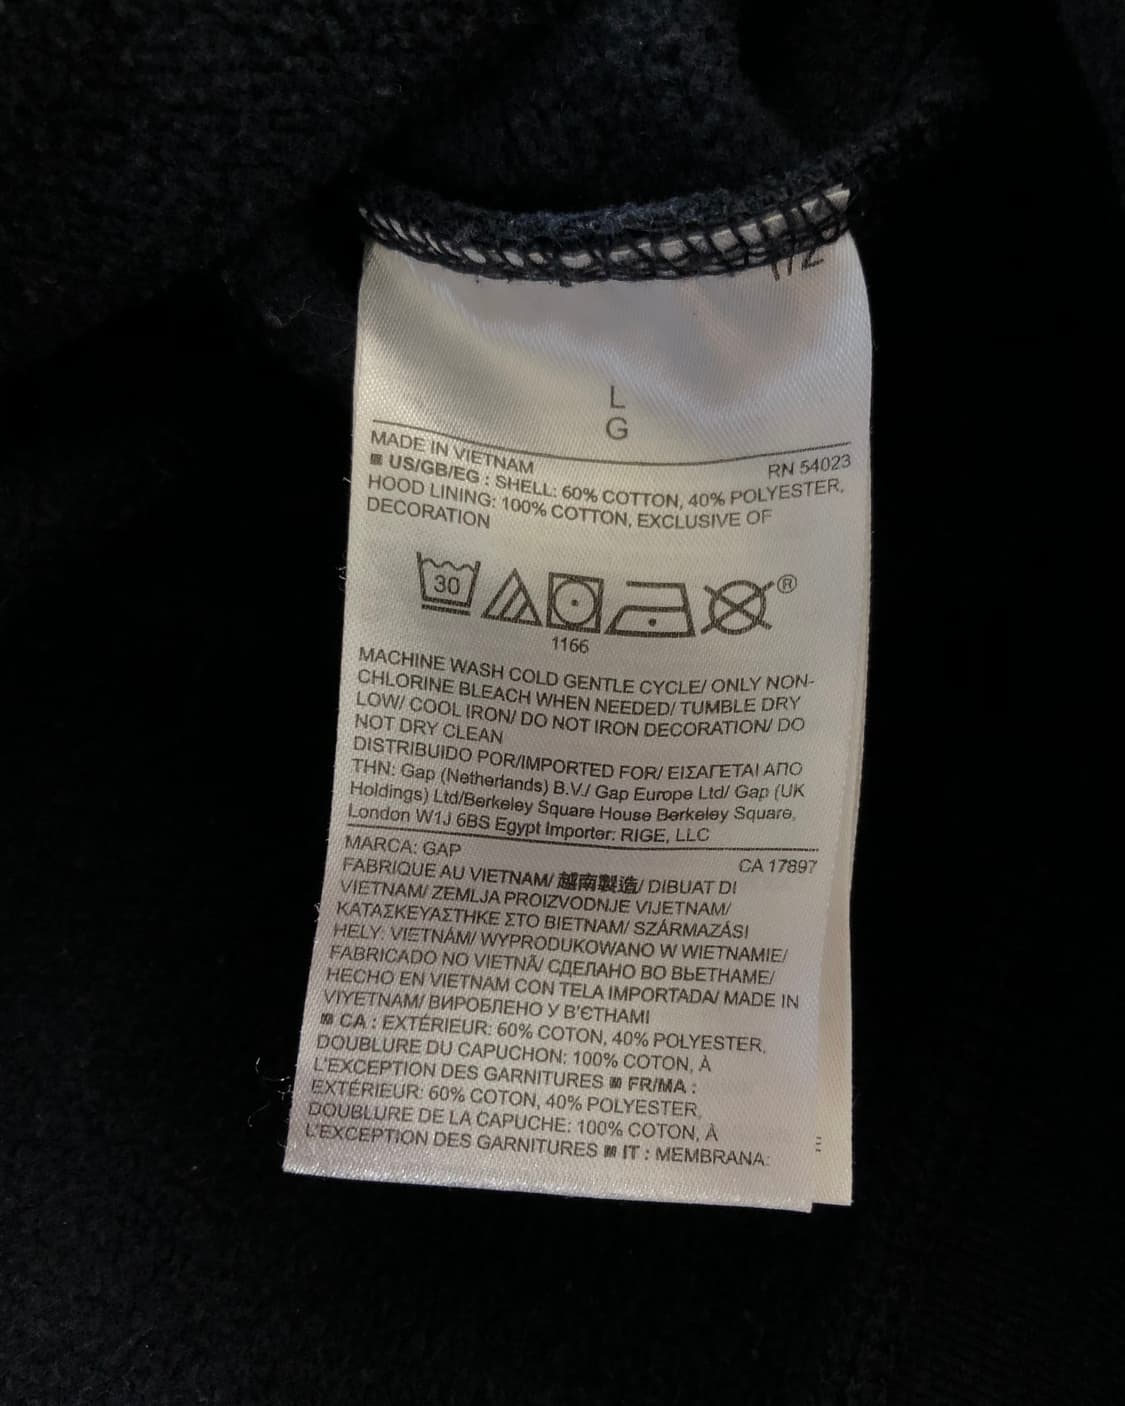 1/2
L
G
MADE IN VIETNAM
RN 54023
US/GB/EG : SHELL: 60% COTTON, 40% POLYESTER,
HOOD LINING: 100% COTTON, EXCLUSIVE OF
DECORATION
30
®
1166
MACHINE WASH COLD GENTLE CYCLE/ ONLY NON-
CHLORINE BLEACH WHEN NEEDED/ TUMBLE DRY
LOW/ COOL IRON/ DO NOT IRON DECORATION/ DO
NOT DRY CLEAN
DISTRIBUIDO POR/IMPORTED FOR/ ΕΙΣΑΓΕΤΑΙ ΑΠΟ
ΤΗΝ: Gap (Netherlands) B.V./ Gap Europe Ltd/ Gap (UK
Holdings) Ltd/Berkeley Square House Berkeley Square,
London W1J 6BS Egypt Importer: RIGE, LLC
MARCA: GAP
CA 17897
FABRIQUE AU VIETNAM/ 越南製造/ DIBUAT DI
VIETNAM/ ZEMLJA PROIZVODNJE VIJETNAM/
ΚΑΤΑΣΚΕΥΑΣΤΗΚΕ ΣΤΟ ΒΙΕΤΝΑΜ/ SZÁRMAZÁSI
HELY: VIETNÁM/ WYPRODUKOWANO W WIETNAMIE/
FABRICADO NO VIETNÃ/ СДЕЛАНО ВО ВЬЕТНАМЕ/
HECHO EN VIETNAM CON TELA IMPORTADA/ MADE IN
VIYETNAM/ ВИРОБЛЕНО У В'ЄТНАМІ
CA : EXTÉRIEUR: 60% COTON, 40% POLYESTER,
DOUBLURE DU CAPUCHON: 100% COTON, À
L'EXCEPTION DES GARNITURES FR/MA :
EXTÉRIEUR: 60% COTON, 40% POLYESTER,
DOUBLURE DE LA CAPUCHE: 100% COTON, À
L'EXCEPTION DES GARNITURES IT : MEMBRANA: